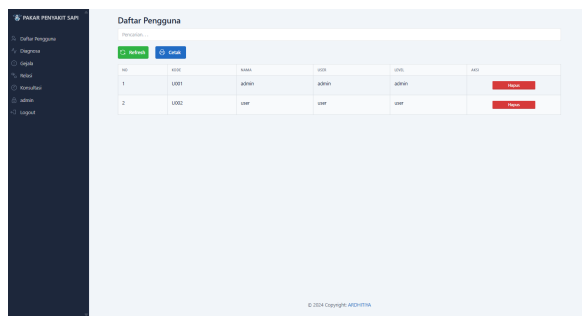 PAKAR PENYAKIT SAPI
Daftar Pengguna
Diagnosa
Gejala
Relasi
Konsultasi
admin
Logout
Daftar Pengguna
Pencarian. . .
Refresh Cetak
NO KODE NAMA USER LEVEL AKSI
1 U001 admin admin admin Hapus
2 U002 user user user Hapus
© 2024 Copyright: ARDHITYA